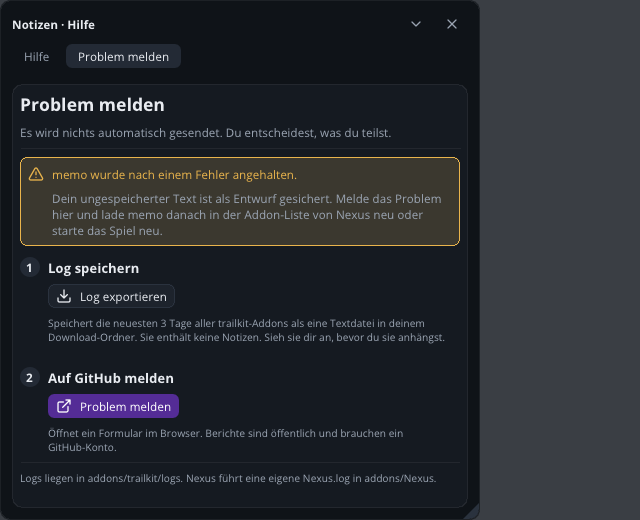 Notizen · Hilfe
Hilfe
Problem melden
Problem melden
Es wird nichts automatisch gesendet. Du entscheidest, was du teilst.
memo wurde nach einem Fehler angehalten.
Dein ungespeicherter Text ist als Entwurf gesichert. Melde das Problem
hier und lade memo danach in der Addon-Liste von Nexus neu oder
starte das Spiel neu.
1 Log speichern
Log exportieren
Speichert die neuesten 3 Tage aller trailkit-Addons als eine Textdatei in deinem
Download-Ordner. Sie enthält keine Notizen. Sieh sie dir an, bevor du sie anhängst.
2 Auf GitHub melden
Problem melden
Öffnet ein Formular im Browser. Berichte sind öffentlich und brauchen ein
GitHub-Konto.
Logs liegen in addons/trailkit/logs. Nexus führt eine eigene Nexus.log in addons/Nexus.